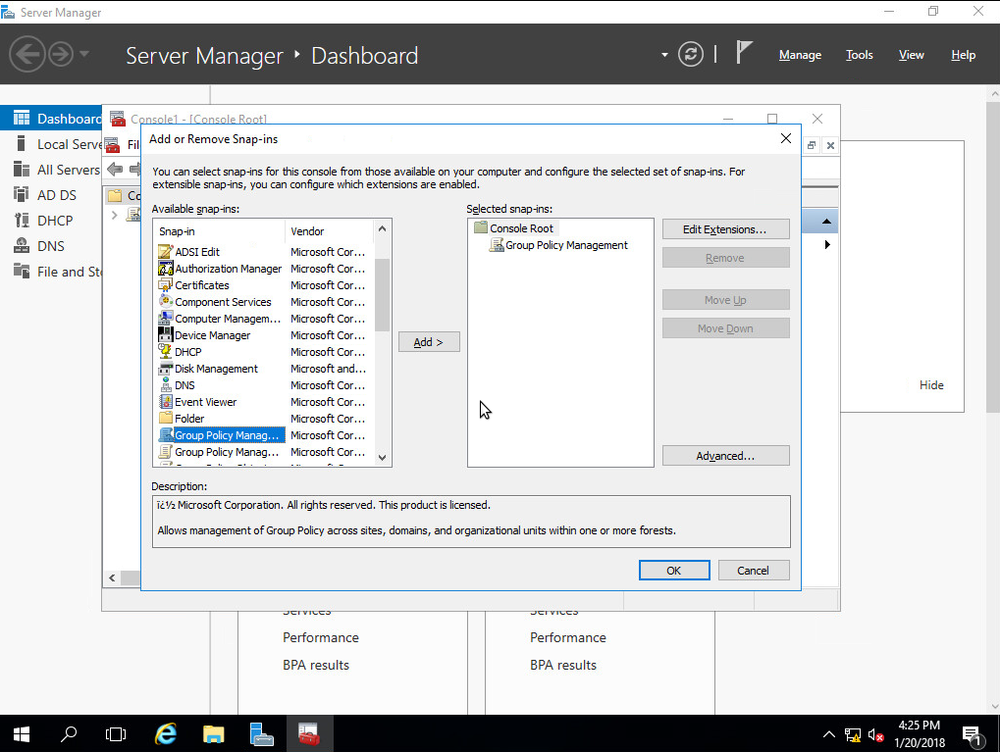 Server Manager
Server Manager ‣ Dashboard
Manage Tools View Help
Dashboard
Local Serve
All Servers
AD DS
DHCP
DNS
File and Sto
Console1 - [Console Root]
Fil
Co
Add or Remove Snap-ins
You can select snap-ins for this console from those available on your computer and configure the selected set of snap-ins. For
extensible snap-ins, you can configure which extensions are enabled.
Available snap-ins:
Snap-in Vendor
ADSI Edit Microsoft Cor...
Authorization Manager Microsoft Cor...
Certificates Microsoft Cor...
Component Services Microsoft Cor...
Computer Managem... Microsoft Cor...
Device Manager Microsoft Cor...
DHCP Microsoft Cor...
Disk Management Microsoft and...
DNS Microsoft Cor...
Event Viewer Microsoft Cor...
Folder Microsoft Cor...
Group Policy Manag... Microsoft Cor...
Group Policy Manag... Microsoft Cor...
Add >
Selected snap-ins:
Console Root
Group Policy Management
Edit Extensions...
Remove
Move Up
Move Down
Advanced...
Description:
ï¿½ Microsoft Corporation. All rights reserved. This product is licensed.
Allows management of Group Policy across sites, domains, and organizational units within one or more forests.
OK Cancel
Hide
Services
Performance
BPA results
Services
Performance
BPA results
4:25 PM
1/20/2018
1